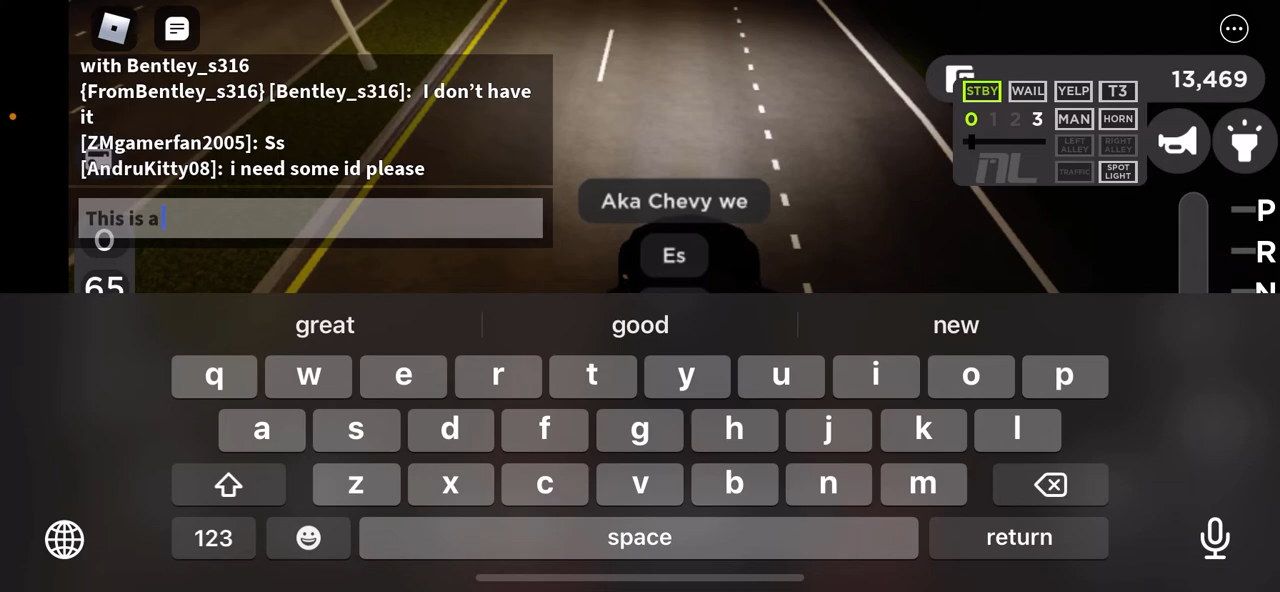 with Bentley_s316
{FromBentley_s316} [Bentley_s316]: I don’t have
it
[ZMgamerfan2005]: Ss
[AndruKitty08]: i need some id please
This is a
0
65
Aka Chevy we
Es
13,469
STBY WAIL YELP T3
0 1 2 3 MAN HORN
LEFT ALLEY RIGHT ALLEY
TRAFFIC SPOT LIGHT
P
R
N
great good new
q w e r t y u i o p
a s d f g h j k l
z x c v b n m
123 space return